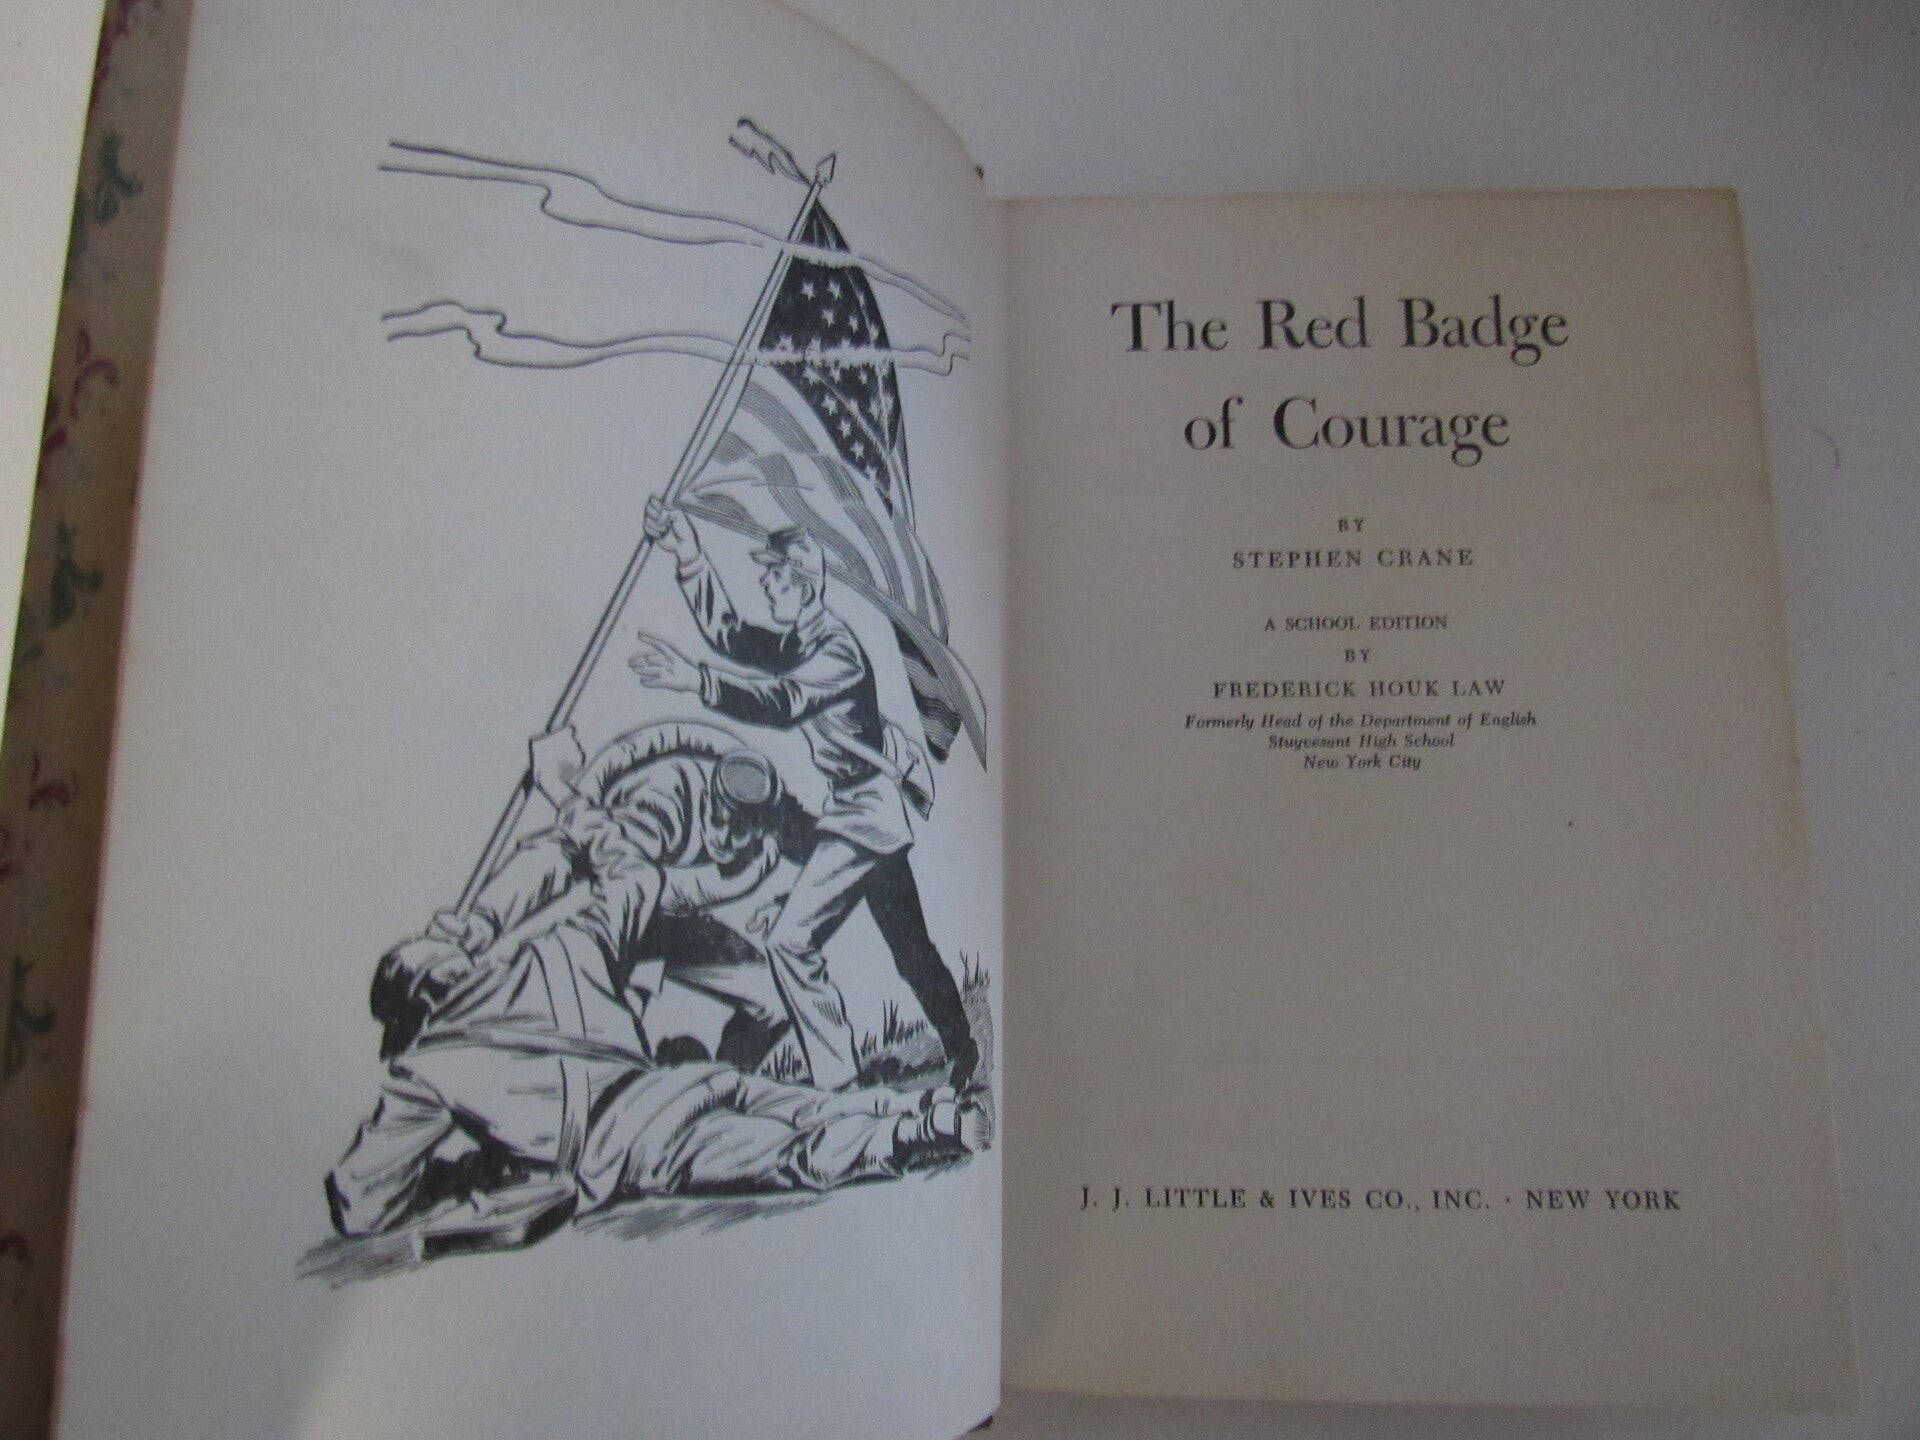 The Red Badge
of Courage
BY
STEPHEN CRANE
A SCHOOL EDITION
BY
FREDERICK HOUK LAW
Formerly Head of the Department of English
Stuyvesant High School
New York City
J. J. LITTLE & IVES CO., INC. · NEW YORK